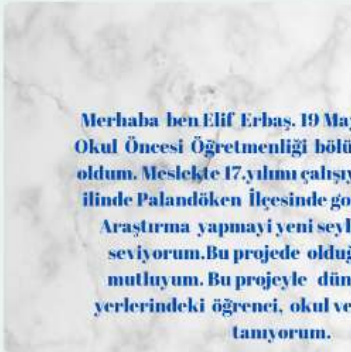 Merhaba ben Elif Erbaş. 19 May
Okul Öncesi Öğretmenliği bölü
oldum. Meslekte 17.yılımı çalışıy
ilinde Palandöken İlçesinde gö
Araştırma yapmayi yeni seyl
seviyorum.Bu projede olduğ
mutluyum. Bu projeyle dün
yerlerindeki öğrenci, okul ve
tanıyorum.